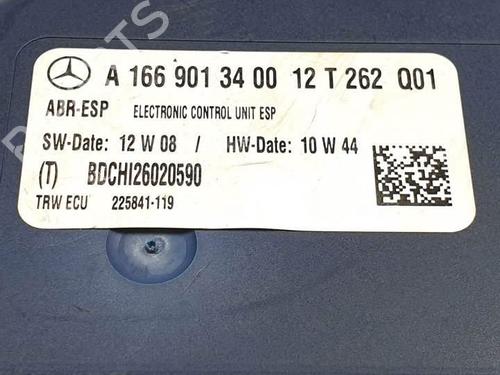 A 166 901 34 00 12 T 262 Q01
ABR-ESP ELECTRONIC CONTROL UNIT ESP
SW-Date: 12 W 08 / HW-Date: 10 W 44
(T) BDCHI26020590
TRW ECU 225841-119